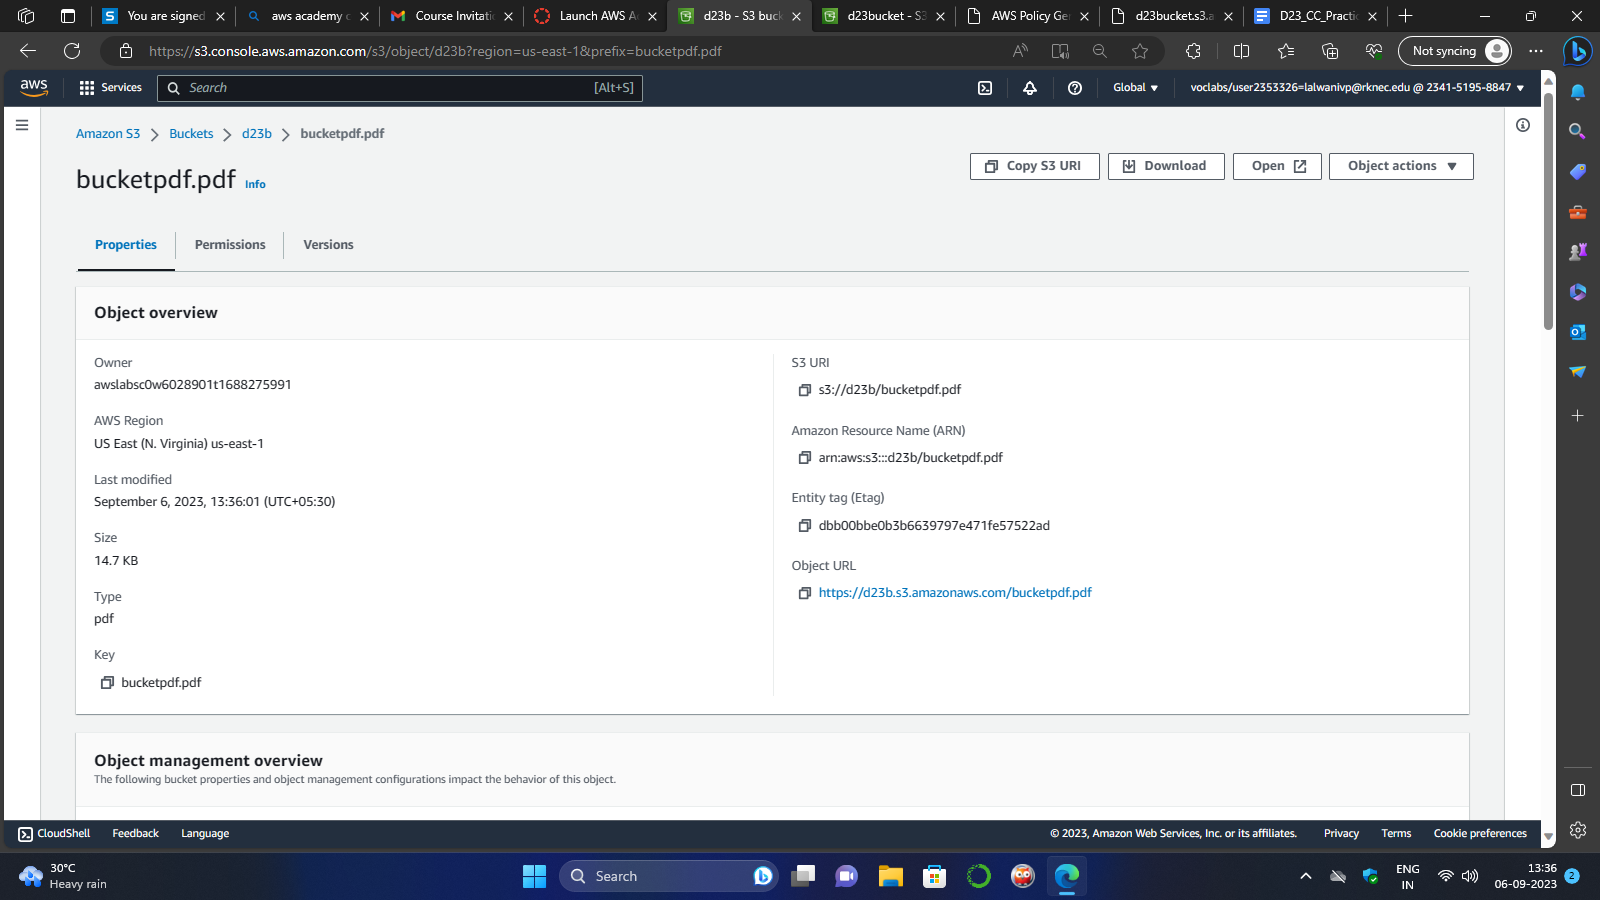 You are signed
aws academy c
Course Invitatic
Launch AWS Ac
d23b - S3 buck
d23bucket - S3
AWS Policy Ger
d23bucket.s3.a
D23_CC_Practic
https://s3.console.aws.amazon.com/s3/object/d23b?region=us-east-1&prefix=bucketpdf.pdf
Not syncing
aws
Services
Search
[Alt+S]
Global
voclabs/user2353326=lalwanivp@rknec.edu @ 2341-5195-8847
Amazon S3
Buckets
d23b
bucketpdf.pdf
bucketpdf.pdf Info
Copy S3 URI
Download
Open
Object actions
Properties
Permissions
Versions
Object overview
Owner
awslabsc0w6028901t1688275991
AWS Region
US East (N. Virginia) us-east-1
Last modified
September 6, 2023, 13:36:01 (UTC+05:30)
Size
14.7 KB
Type
pdf
Key
bucketpdf.pdf
S3 URI
s3://d23b/bucketpdf.pdf
Amazon Resource Name (ARN)
arn:aws:s3:::d23b/bucketpdf.pdf
Entity tag (Etag)
dbb00bbe0b3b6639797e471fe57522ad
Object URL
https://d23b.s3.amazonaws.com/bucketpdf.pdf
Object management overview
The following bucket properties and object management configurations impact the behavior of this object.
CloudShell
Feedback
Language
© 2023, Amazon Web Services, Inc. or its affiliates.
Privacy
Terms
Cookie preferences
30°C
Heavy rain
Search
ENG
IN
13:36
06-09-2023
2